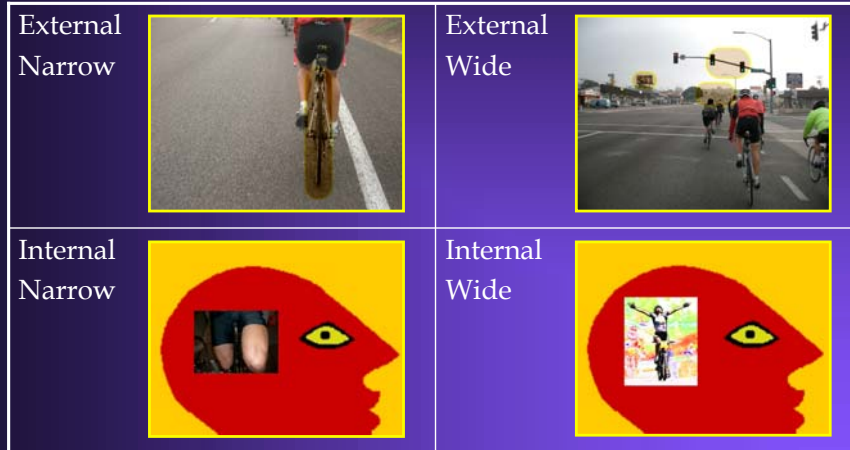 External
Narrow
External
Wide
Internal
Narrow
Internal
Wide